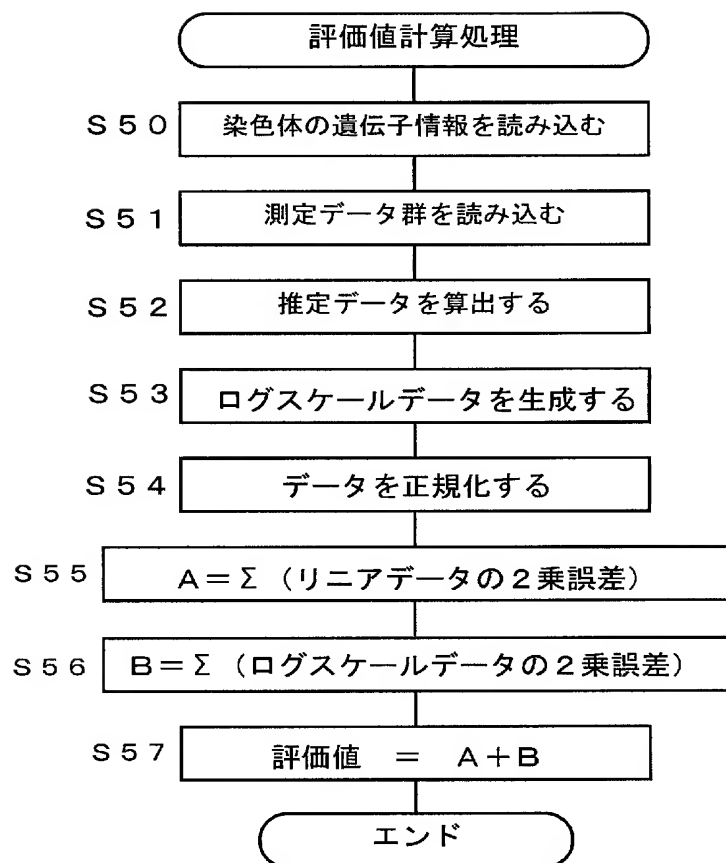 評価値計算処理
S50 染色体の遺伝子情報を読み込む
S51 測定データ群を読み込む
S52 推定データを算出する
S53 ログスケールデータを生成する
S54 データを正規化する
S55 A=Σ(リニアデータの2乗誤差)
S56 B=Σ(ログスケールデータの2乗誤差)
S57 評価値 = A+B
エンド